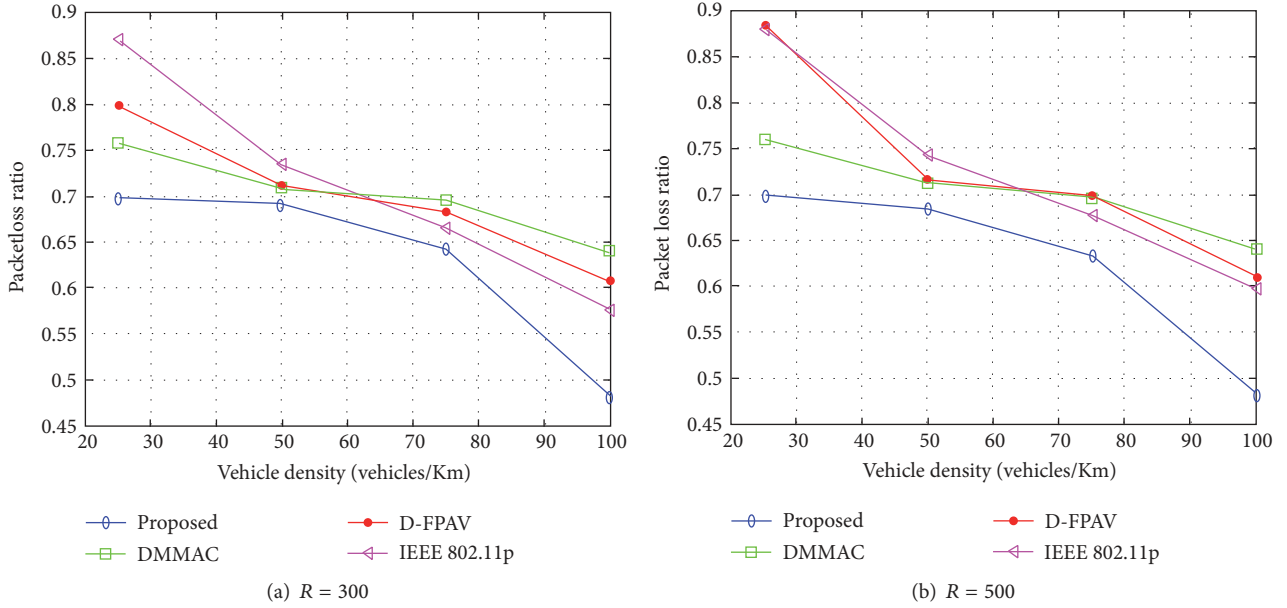 0.9
0.85
0.8
0.75
0.7
0.65
0.6
0.55
0.5
0.45
Packetloss ratio
20 30 40 50 60 70 80 90 100
Vehicle density (vehicles/Km)
Proposed D-FPAV
DMMAC IEEE 802.11p
(a) R = 300
0.9
0.85
0.8
0.75
0.7
0.65
0.6
0.55
0.5
0.45
Packet loss ratio
20 30 40 50 60 70 80 90 100
Vehicle density (vehicles/Km)
Proposed D-FPAV
DMMAC IEEE 802.11p
(b) R = 500